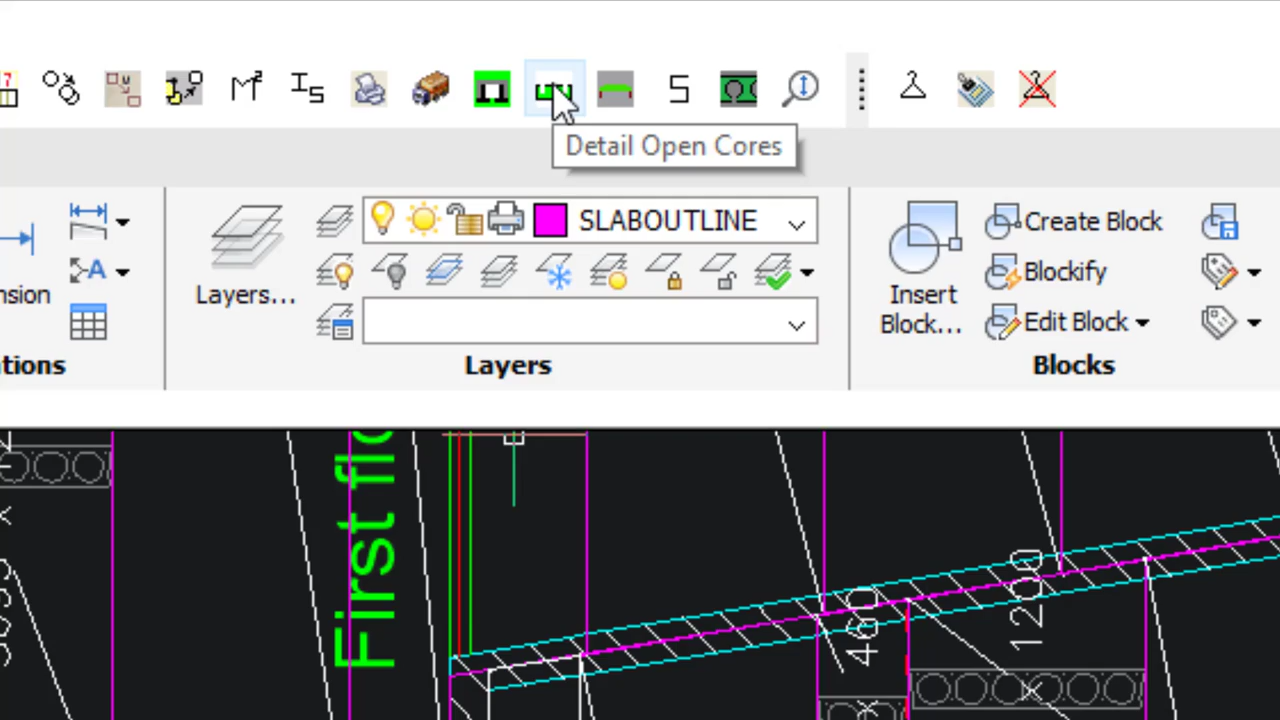 Detail Open Cores
SLABOUTLINE
Layers...
Layers
Create Block
Blockify
Edit Block
Insert
Block...
Blocks
nsion
tions
First flo
460
1200
x
x